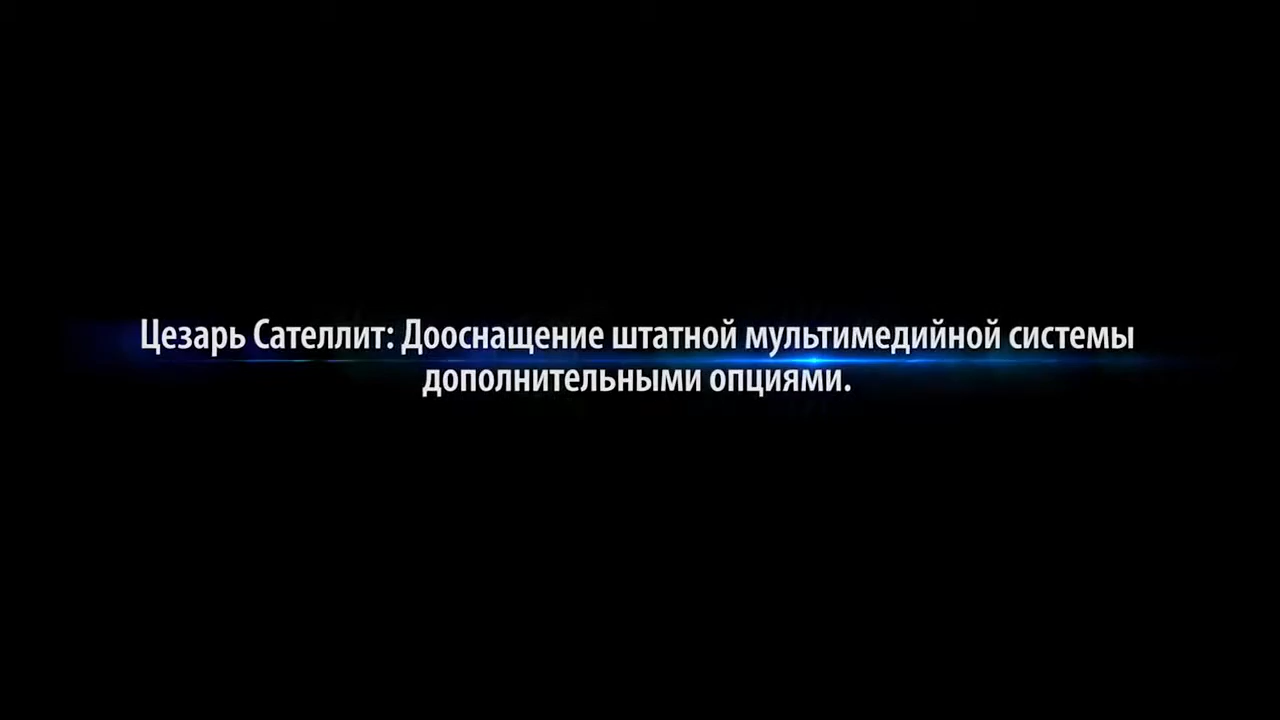 Цезарь Сателлит: Дооснащение штатной мультимедийной системы
дополнительными опциями.